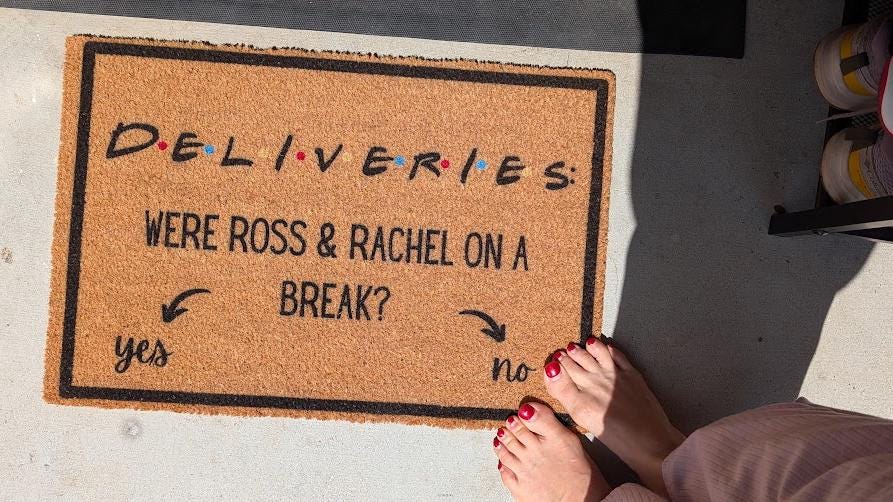 D·E·L·I·V·E·R·I·E·S:
WERE ROSS & RACHEL ON A
BREAK?
yes
no